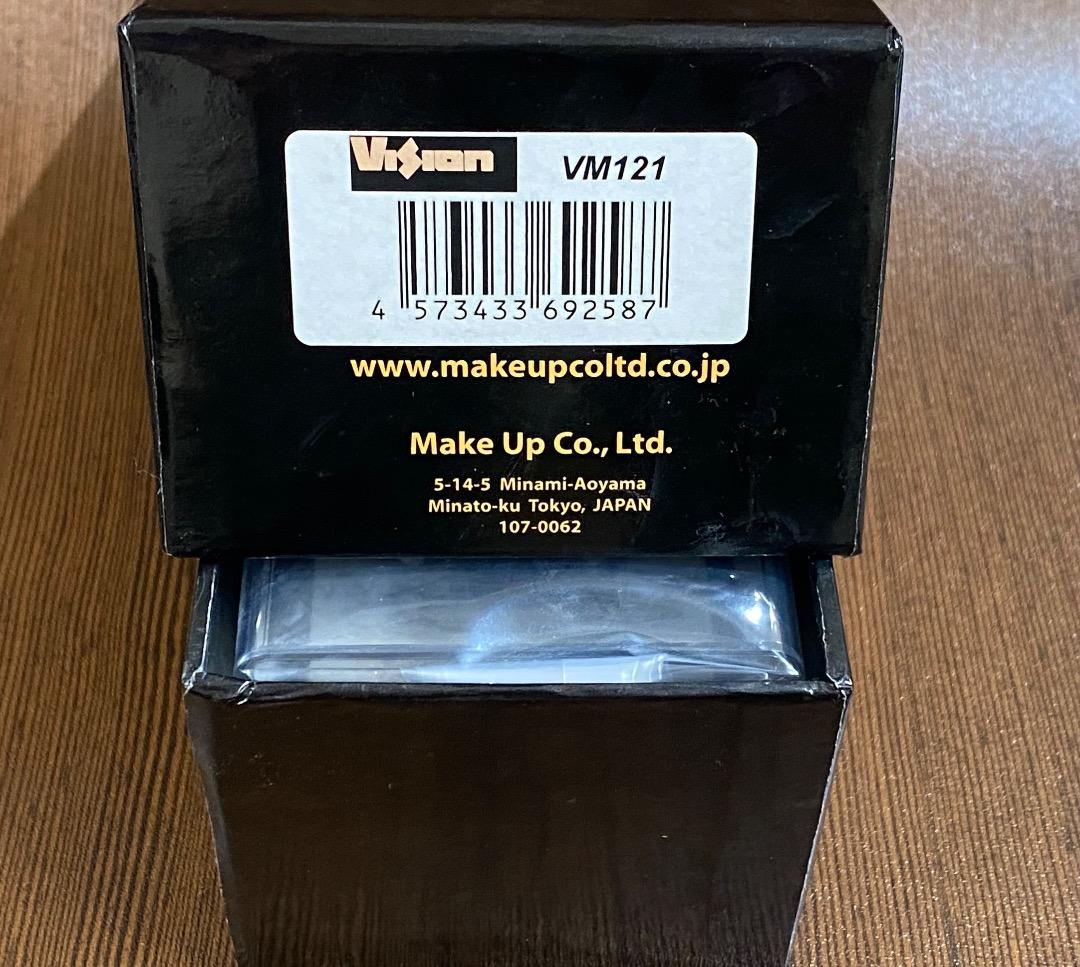 Vision VM121
4 573433 692587
www.makeupcoltd.co.jp
Make Up Co., Ltd.
5-14-5 Minami-Aoyama
Minato-ku Tokyo, JAPAN
107-0062